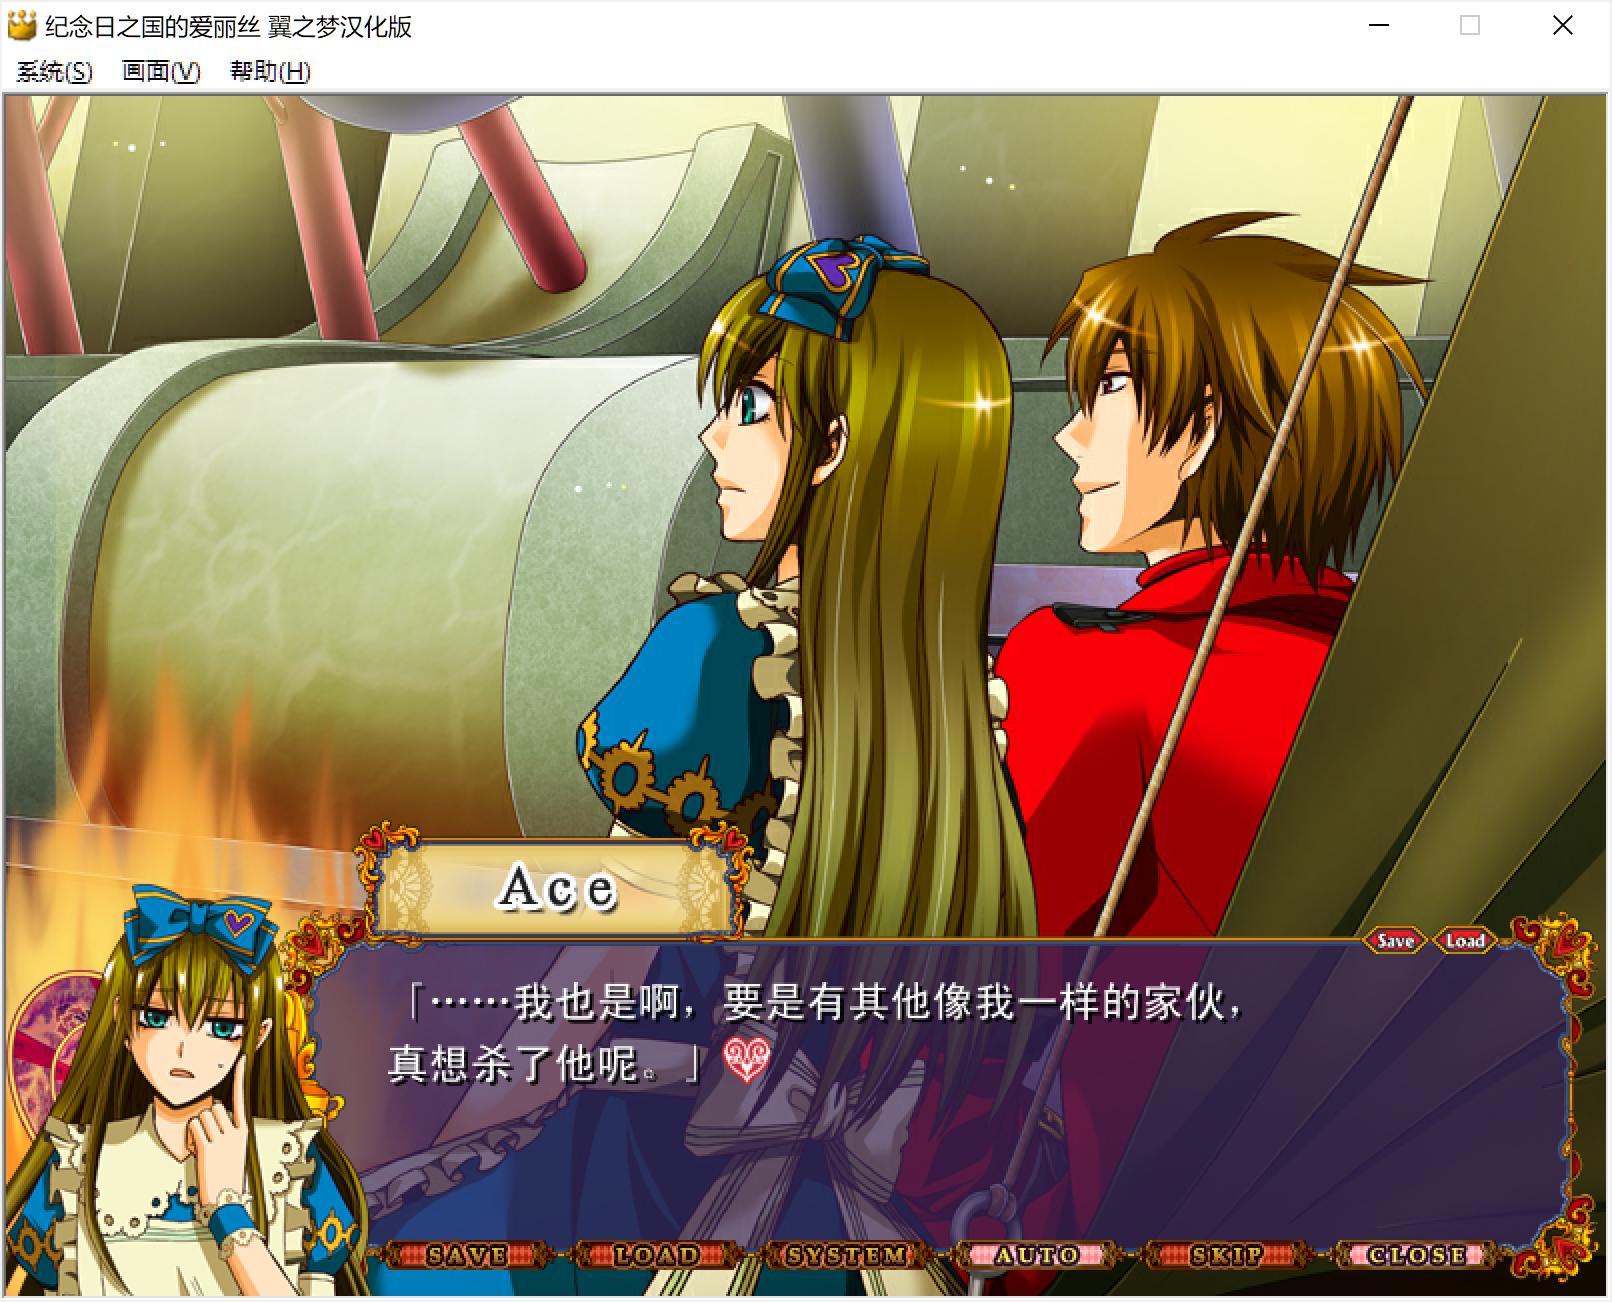 纪念日之国的爱丽丝 翼之梦汉化版
系统(S) 画面(V) 帮助(H)
Ace
Save Load
「……我也是啊，要是有其他像我一样的家伙，
真想杀了他呢。」
SAVE LOAD SYSTEM AUTO SKIP CLOSE